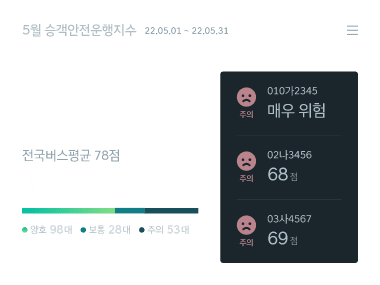 5월 승객안전운행지수 22.05.01 ~ 22.05.31
전국버스평균 78점
양호 98대 보통 28대 주의 53대
010가2345
주의 매우 위험
02나3456
주의 68점
03사4567
주의 69점